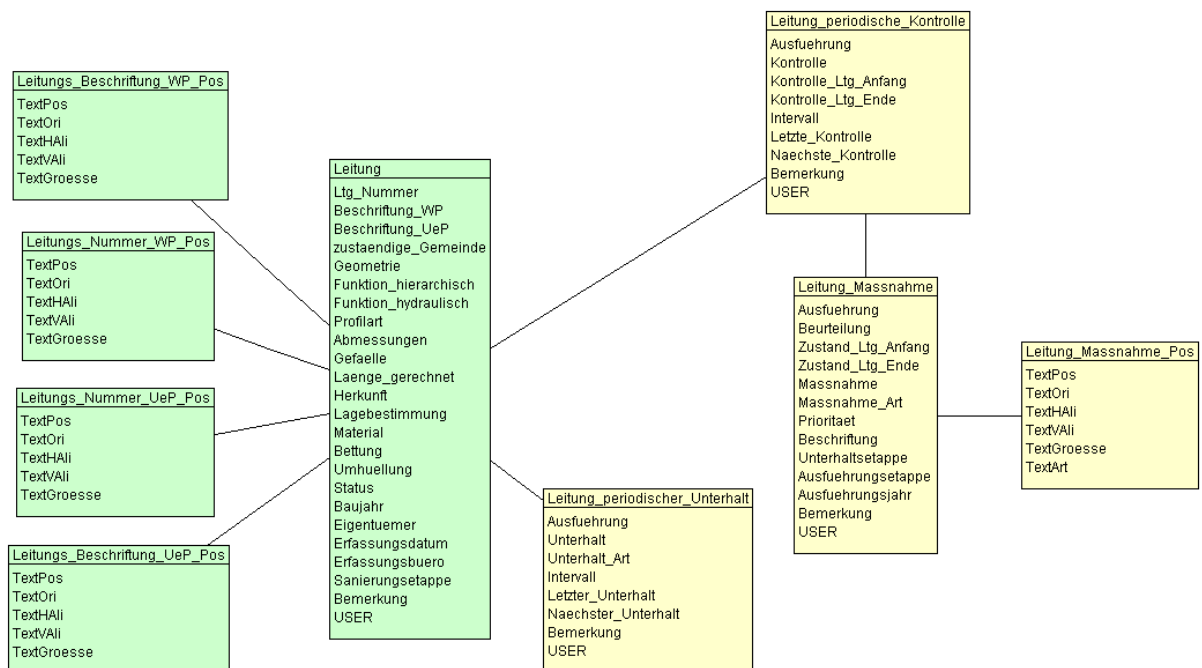 Leitungs_Beschriftung_WP_Pos
TextPos
TextOri
TextHAli
TextVAli
TextGroesse
Leitungs_Nummer_WP_Pos
TextPos
TextOri
TextHAli
TextVAli
TextGroesse
Leitungs_Nummer_UeP_Pos
TextPos
TextOri
TextHAli
TextVAli
TextGroesse
Leitungs_Beschriftung_UeP_Pos
TextPos
TextOri
TextHAli
TextVAli
TextGroesse
Leitung
Ltg_Nummer
Beschriftung_WP
Beschriftung_UeP
zustaendige_Gemeinde
Geometrie
Funktion_hierarchisch
Funktion_hydraulisch
Profilart
Abmessungen
Gefaelle
Laenge_gerechnet
Herkunft
Lagebestimmung
Material
Bettung
Umhuellung
Status
Baujahr
Eigentuemer
Erfassungsdatum
Erfassungsbuero
Sanierungsetappe
Bemerkung
USER
Leitung_periodischer_Unterhalt
Ausfuehrung
Unterhalt
Unterhalt_Art
Intervall
Letzter_Unterhalt
Naechster_Unterhalt
Bemerkung
USER
Leitung_periodische_Kontrolle
Ausfuehrung
Kontrolle
Kontrolle_Ltg_Anfang
Kontrolle_Ltg_Ende
Intervall
Letzte_Kontrolle
Naechste_Kontrolle
Bemerkung
USER
Leitung_Massnahme
Ausfuehrung
Beurteilung
Zustand_Ltg_Anfang
Zustand_Ltg_Ende
Massnahme
Massnahme_Art
Prioritaet
Beschriftung
Unterhaltsetappe
Ausfuehrungsetappe
Ausfuehrungsjahr
Bemerkung
USER
Leitung_Massnahme_Pos
TextPos
TextOri
TextHAli
TextVAli
TextGroesse
TextArt